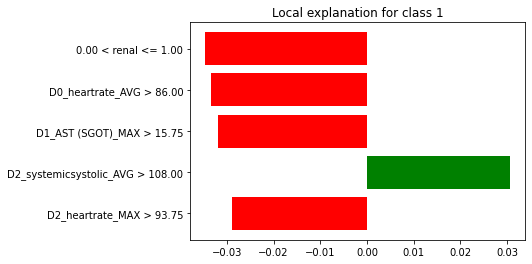 Local explanation for class 1
0.00 < renal <= 1.00
D0_heartrate_AVG > 86.00
D1_AST (SGOT)_MAX > 15.75
D2_systemicsystolic_AVG > 108.00
D2_heartrate_MAX > 93.75
−0.03 −0.02 −0.01 0.00 0.01 0.02 0.03